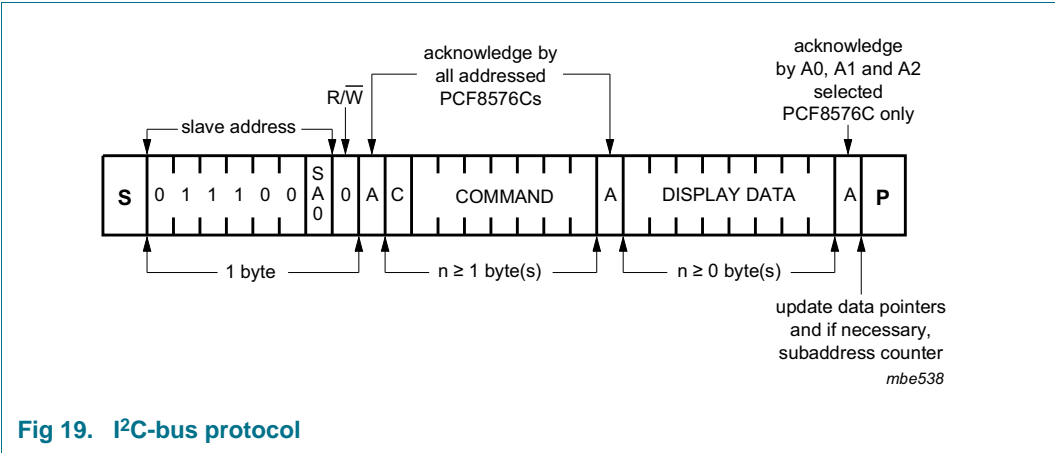 acknowledge by
all addressed
PCF8576Cs
acknowledge
by A0, A1 and A2
selected
PCF8576C only
R/W̅
slave address
S 0 1 1 1 0 0 S A 0 0 A C COMMAND A DISPLAY DATA A P
1 byte
n ≥ 1 byte(s)
n ≥ 0 byte(s)
update data pointers
and if necessary,
subaddress counter
mbe538
Fig 19. I²C-bus protocol